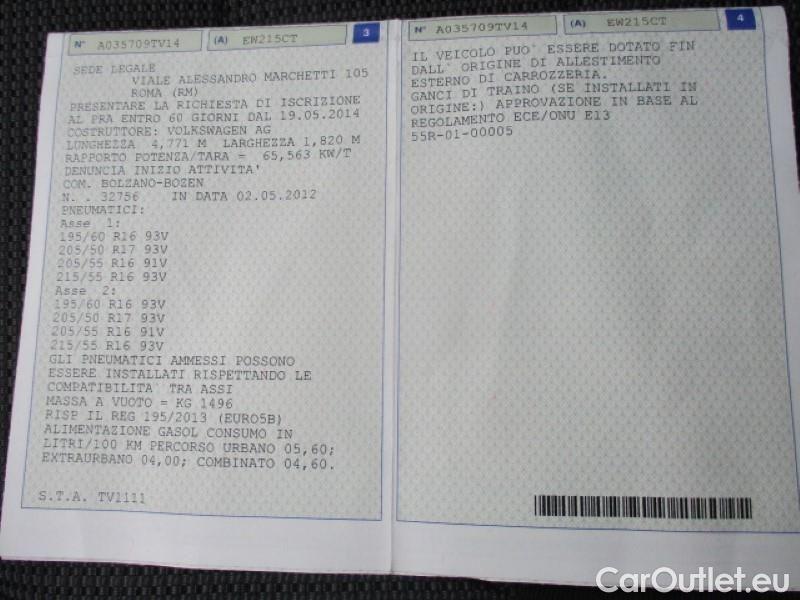 N° A035709TV14 (A) EW215CT 3
SEDE LEGALE
VIALE ALESSANDRO MARCHETTI 105
ROMA (RM)
PRESENTARE LA RICHIESTA DI ISCRIZIONE
AL PRA ENTRO 60 GIORNI DAL 19.05.2014
COSTRUTTORE: VOLKSWAGEN AG
LUNGHEZZA 4,771 M LARGHEZZA 1,820 M
RAPPORTO POTENZA/TARA = 65,563 KW/T
DENUNCIA INIZIO ATTIVITA'
COM. BOLZANO-BOZEN
N. . 32756 IN DATA 02.05.2012
PNEUMATICI:
Asse 1:
195/60 R16 93V
205/50 R17 93V
205/55 R16 91V
215/55 R16 93V
Asse 2:
195/60 R16 93V
205/50 R17 93V
205/55 R16 91V
215/55 R16 93V
GLI PNEUMATICI AMMESSI POSSONO
ESSERE INSTALLATI RISPETTANDO LE
COMPATIBILITA` TRA ASSI
MASSA A VUOTO = KG 1496
RISP IL REG 195/2013 (EURO5B)
ALIMENTAZIONE GASOL CONSUMO IN
LITRI/100 KM PERCORSO URBANO 05,60;
EXTRAURBANO 04,00; COMBINATO 04,60.
S.T.A. TV1111
N° A035709TV14 (A) EW215CT 4
IL VEICOLO PUO` ESSERE DOTATO FIN
DALL` ORIGINE DI ALLESTIMENTO
ESTERNO DI CARROZZERIA.
GANCI DI TRAINO (SE INSTALLATI IN
ORIGINE:) APPROVAZIONE IN BASE AL
REGOLAMENTO ECE/ONU E13
55R-01-00005
CarOutlet.eu